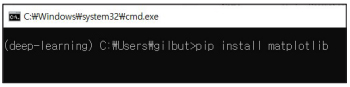 C:₩Windows₩system32₩cmd.exe
(deep-learning) C:₩Users₩gilbut>pip install matplotlib